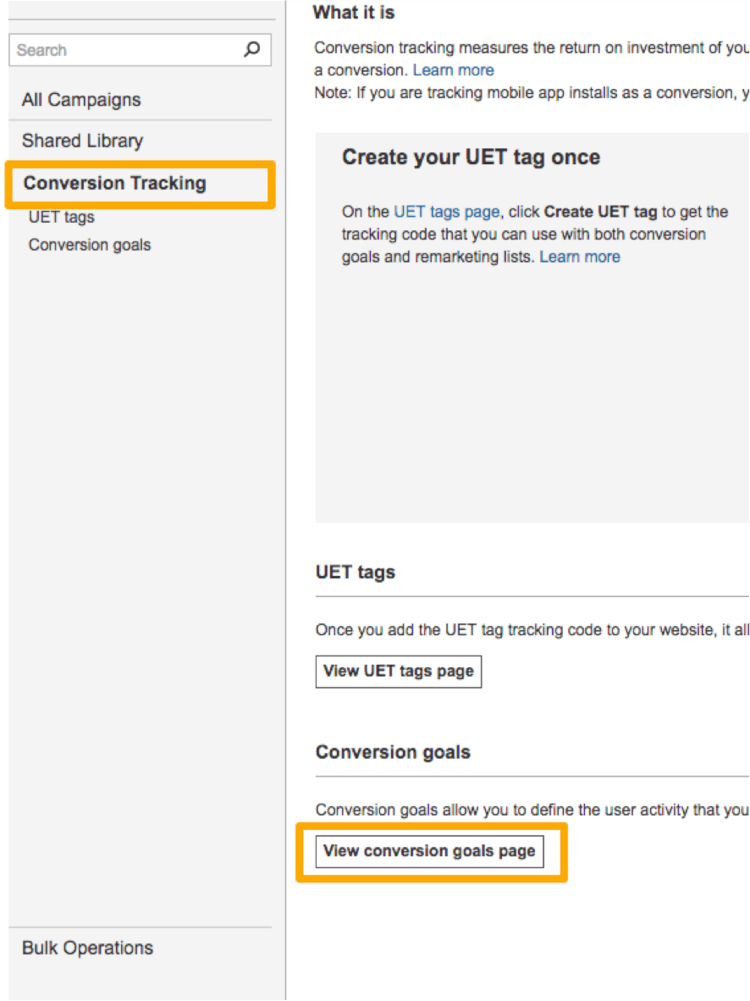 Search
All Campaigns
Shared Library
Conversion Tracking
UET tags
Conversion goals
Bulk Operations
What it is
Conversion tracking measures the return on investment of you
a conversion. Learn more
Note: If you are tracking mobile app installs as a conversion, y
Create your UET tag once
On the UET tags page, click Create UET tag to get the
tracking code that you can use with both conversion
goals and remarketing lists. Learn more
UET tags
Once you add the UET tag tracking code to your website, it all
View UET tags page
Conversion goals
Conversion goals allow you to define the user activity that you
View conversion goals page